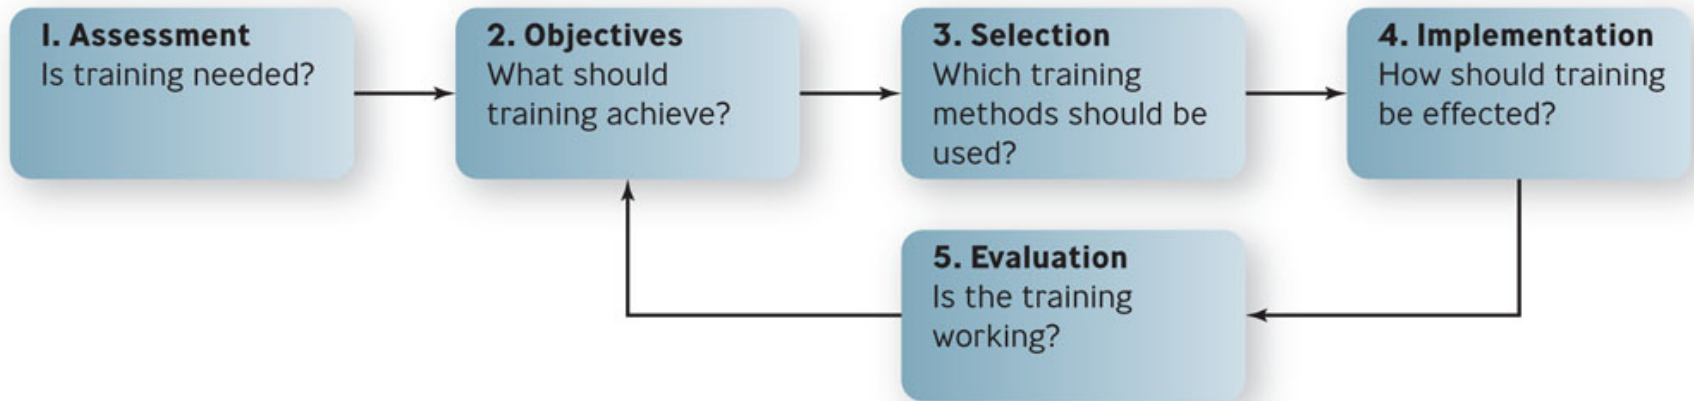 1. Assessment
Is training needed?
2. Objectives
What should
training achieve?
3. Selection
Which training
methods should be
used?
4. Implementation
How should training
be effected?
5. Evaluation
Is the training
working?